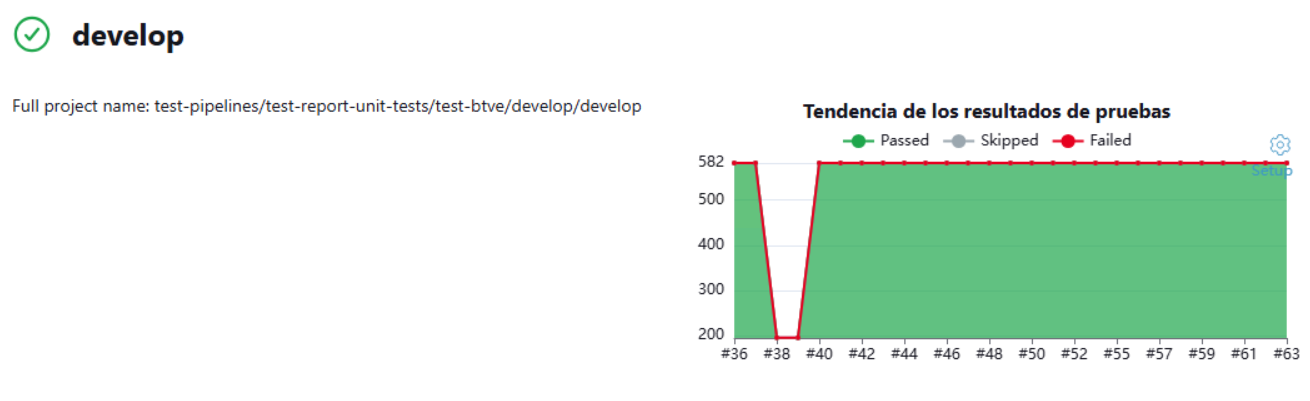 develop
Full project name: test-pipelines/test-report-unit-tests/test-btve/develop/develop
Tendencia de los resultados de pruebas
Passed Skipped Failed
Setup
582
500
400
300
200
#36 #38 #40 #42 #44 #46 #48 #50 #52 #55 #57 #59 #61 #63